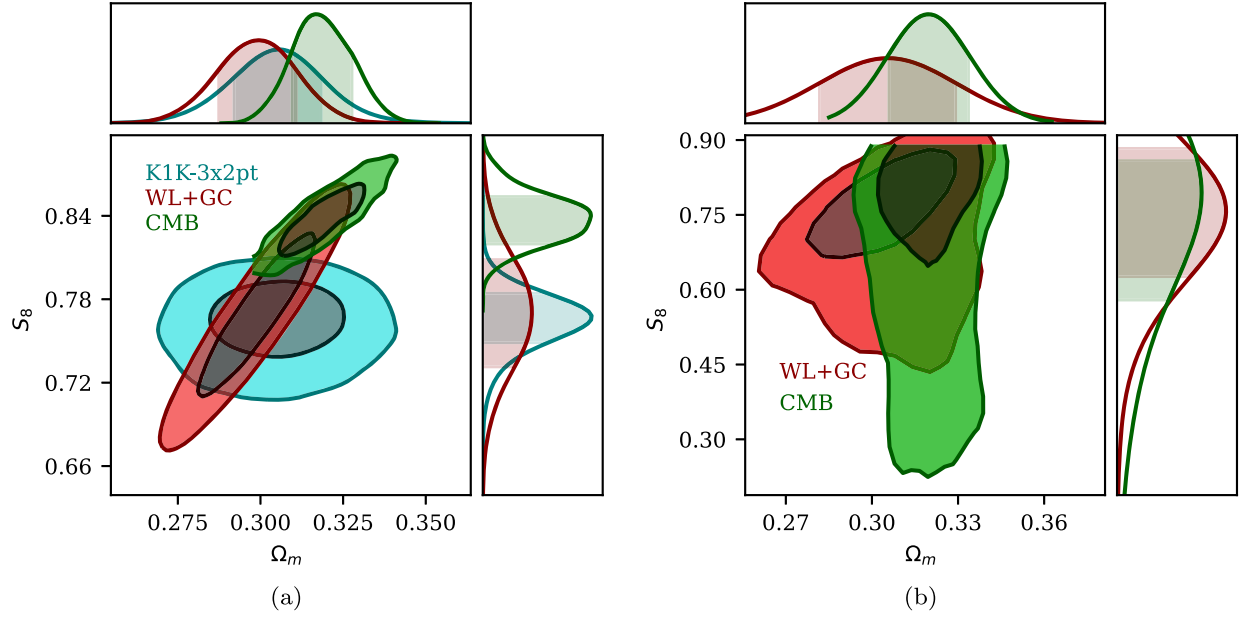 K1K-3x2pt
WL+GC
CMB
0.84
0.78
0.72
0.66
S₈
0.275 0.300 0.325 0.350
Ωₘ
(a)
0.90
0.75
0.60
0.45
0.30
S₈
WL+GC
CMB
0.27 0.30 0.33 0.36
Ωₘ
(b)